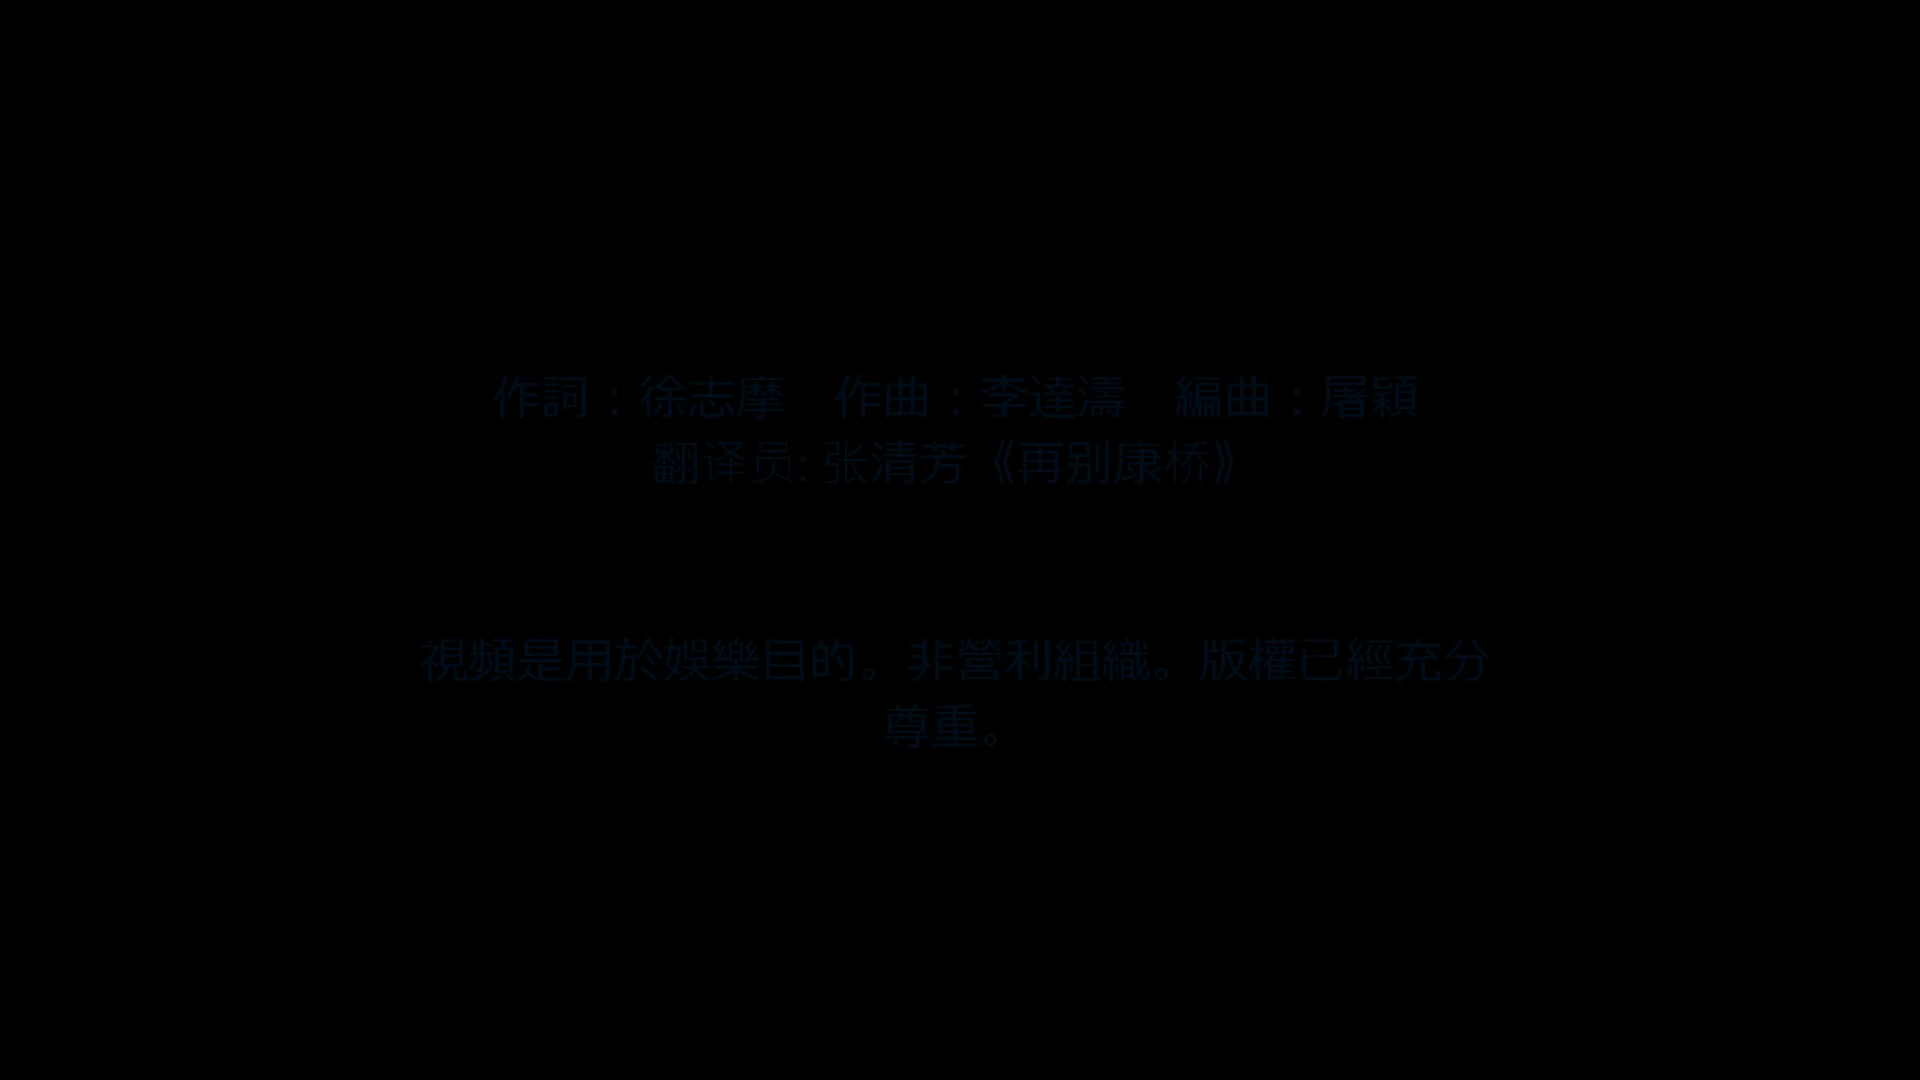 作詞：徐志摩　作曲：李達濤　編曲：屠穎
翻译员: 张清芳《再别康桥》
視頻是用於娛樂目的。非營利組織。版權已經充分
尊重。